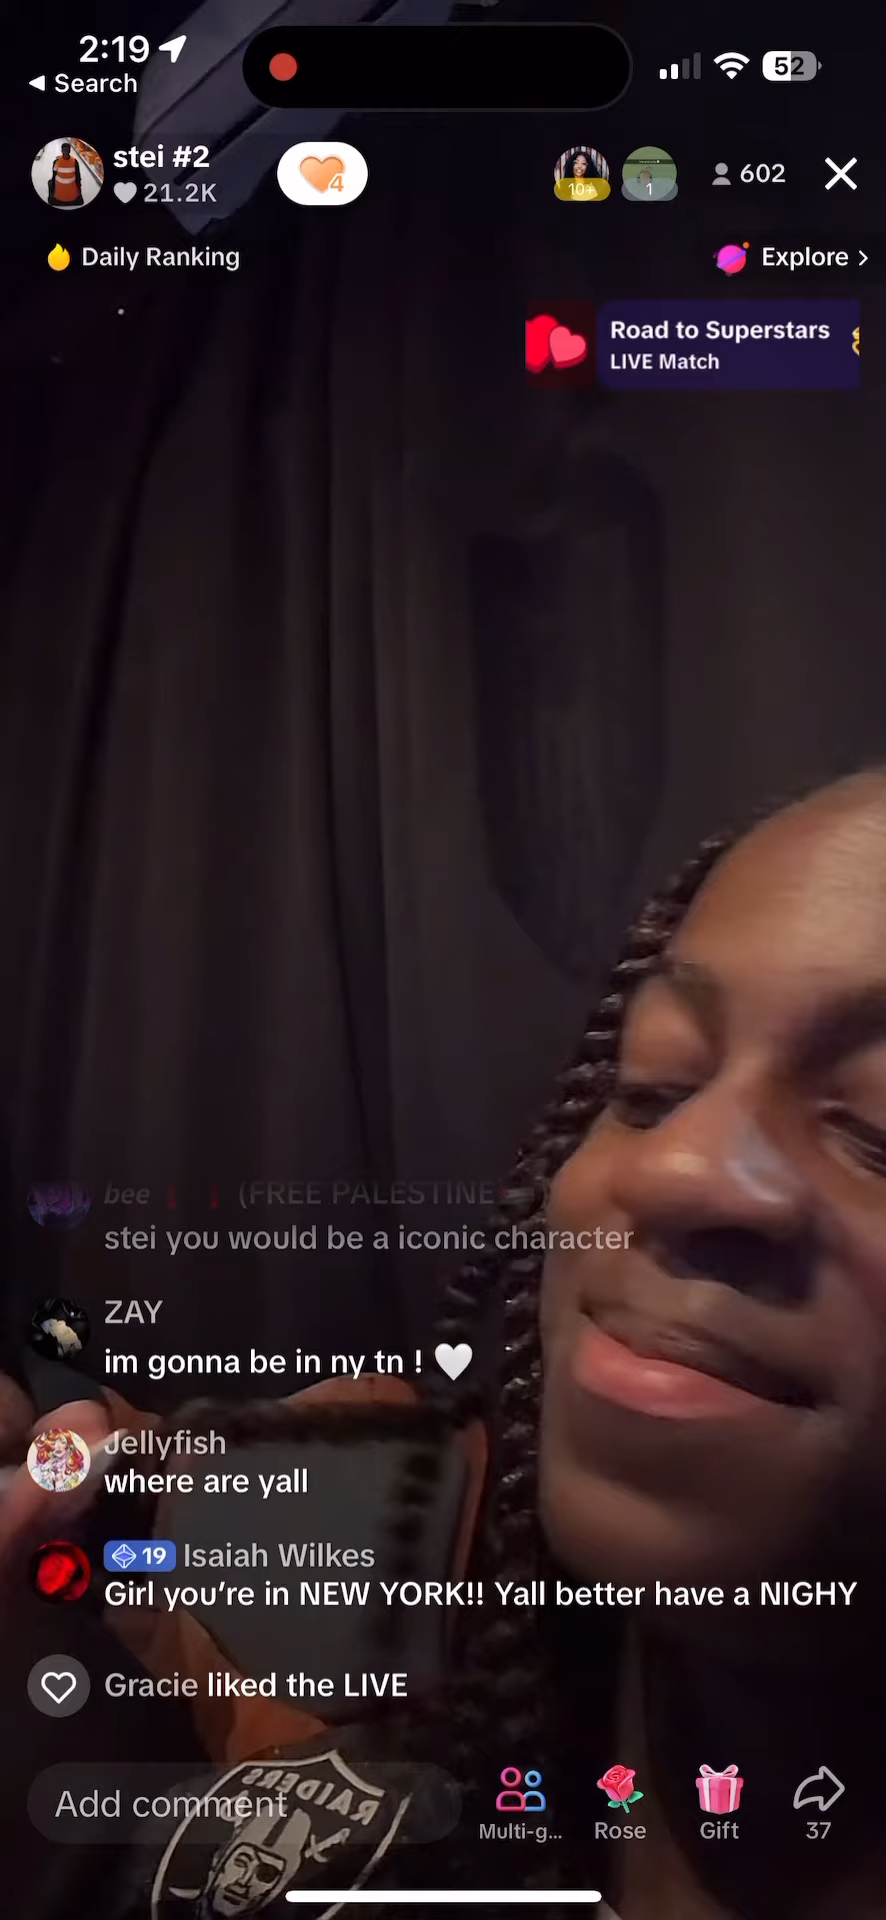 2:19
Search
52
stei #2
21.2K
4
10+
1
602
Daily Ranking
Explore
Road to Superstars
LIVE Match
bee (FREE PALESTINE
stei you would be a iconic character
ZAY
im gonna be in ny tn ! 🤍
Jellyfish
where are yall
19 Isaiah Wilkes
Girl you’re in NEW YORK!! Yall better have a NIGHY
Gracie liked the LIVE
RAIDERS
Add comment
Multi-g...
Rose
Gift
37